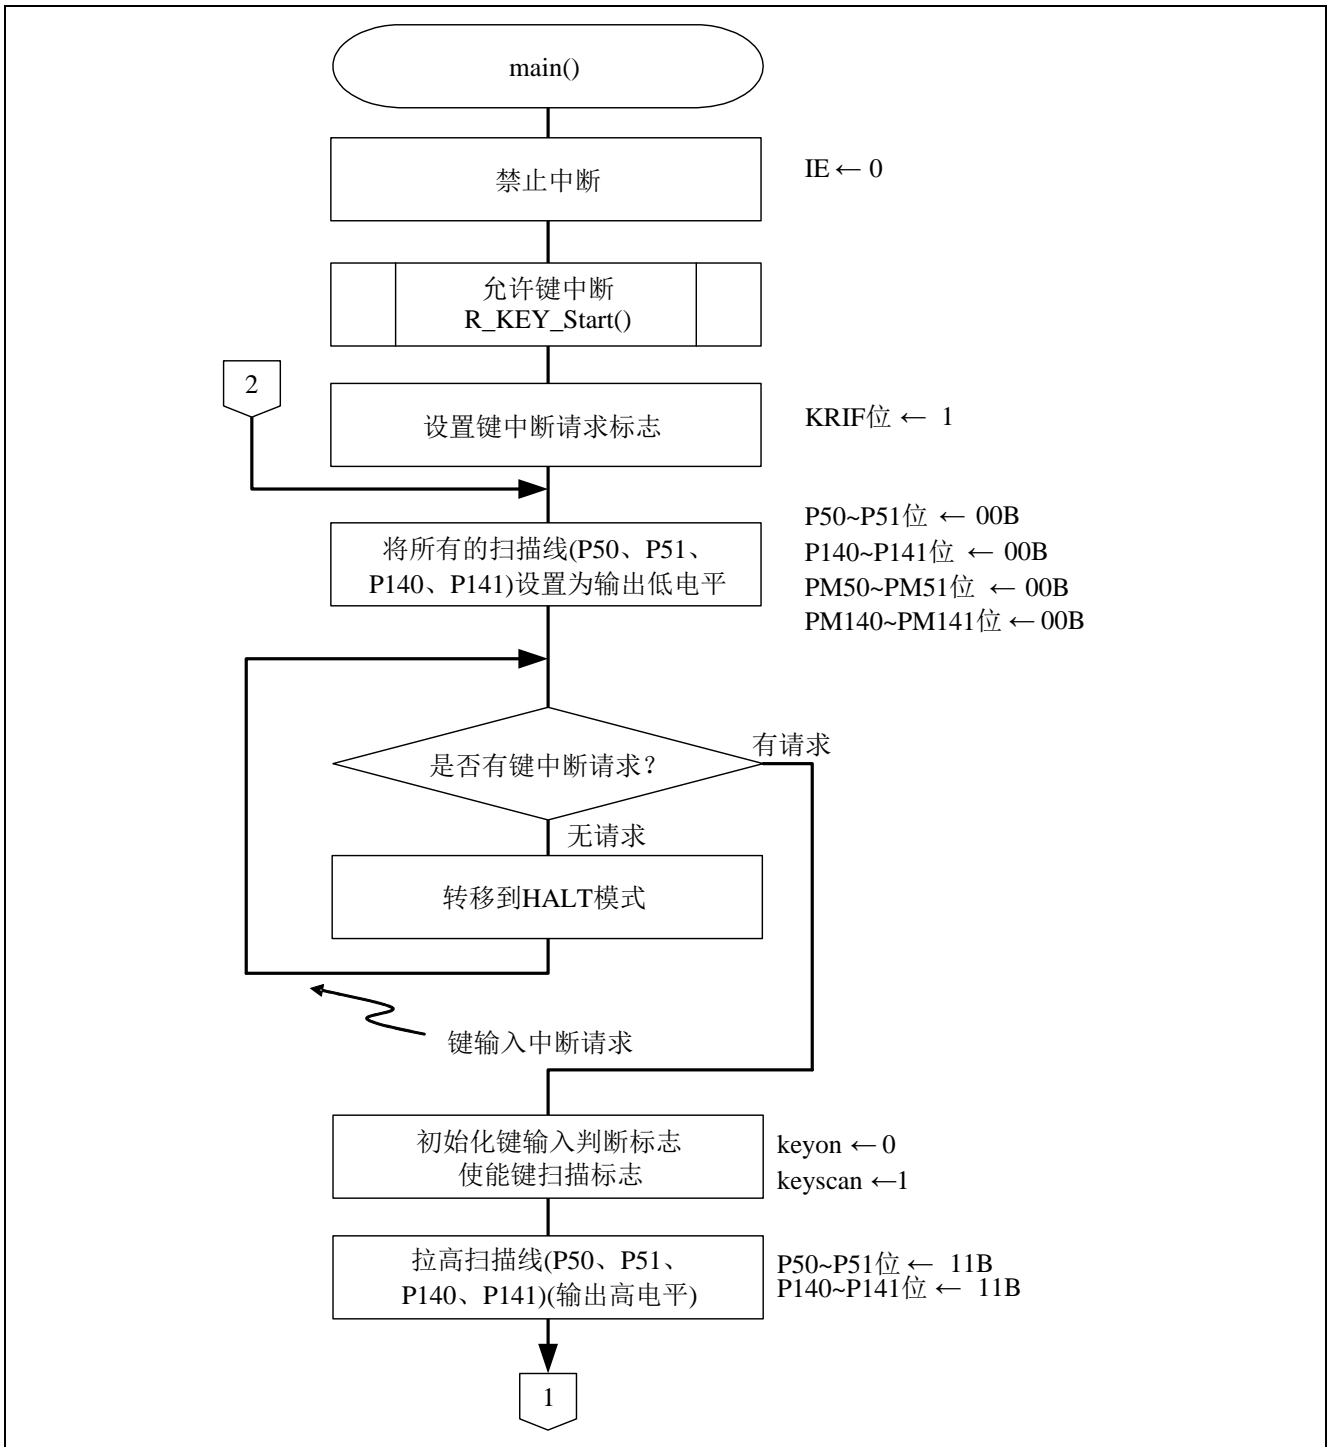 main()
禁止中断
IE ← 0
允许键中断
R_KEY_Start()
2
设置键中断请求标志
KRIF位 ← 1
将所有的扫描线(P50、P51、
P140、P141)设置为输出低电平
P50~P51位 ← 00B
P140~P141位 ← 00B
PM50~PM51位 ← 00B
PM140~PM141位 ← 00B
是否有键中断请求?
有请求
无请求
转移到HALT模式
键输入中断请求
初始化键输入判断标志
使能键扫描标志
keyon ← 0
keyscan ←1
拉高扫描线(P50、P51、
P140、P141)(输出高电平)
P50~P51位 ← 11B
P140~P141位 ← 11B
1